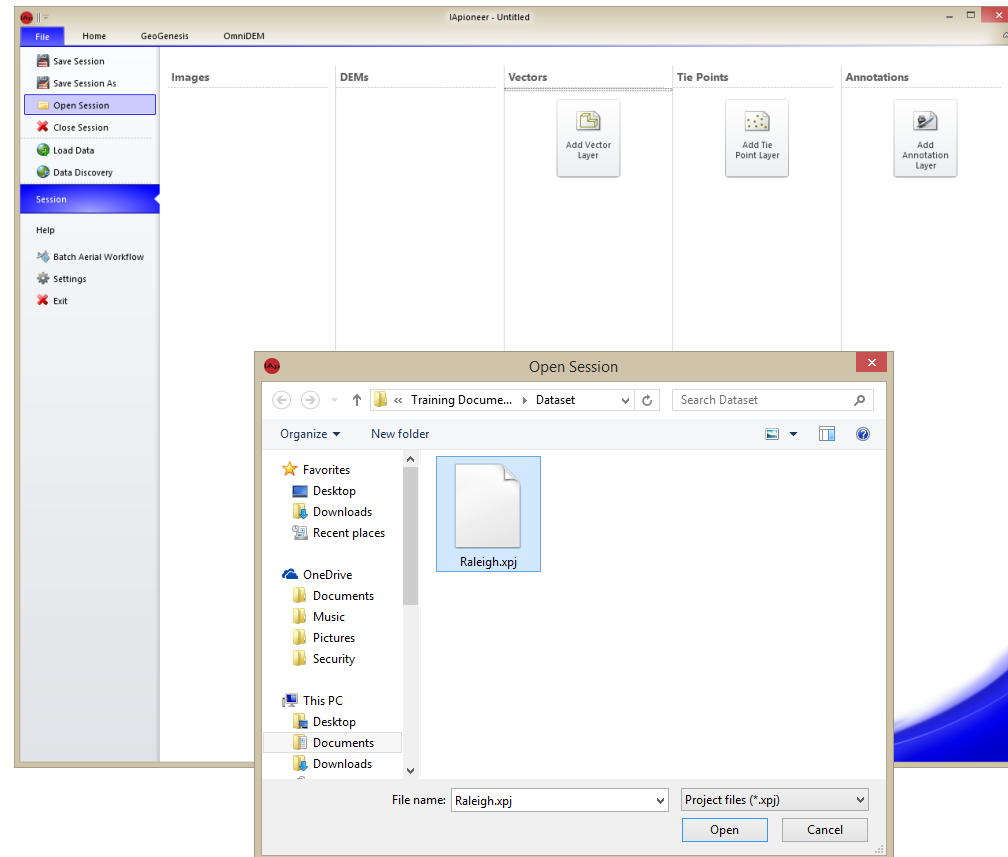 IAp
IApioneer - Untitled
File Home GeoGenesis OmniDEM
Save Session
Save Session As
Open Session
Close Session
Load Data
Data Discovery
Session
Help
Batch Aerial Workflow
Settings
Exit
Images DEMs Vectors Tie Points Annotations
Add Vector
Layer
Add Tie
Point Layer
Add
Annotation
Layer
IAp
Open Session
« Training Docume... Dataset
Search Dataset
Organize New folder
Favorites
Desktop
Downloads
Recent places
OneDrive
Documents
Music
Pictures
Security
This PC
Desktop
Documents
Downloads
Raleigh.xpj
File name: Raleigh.xpj Project files (*.xpj)
Open Cancel